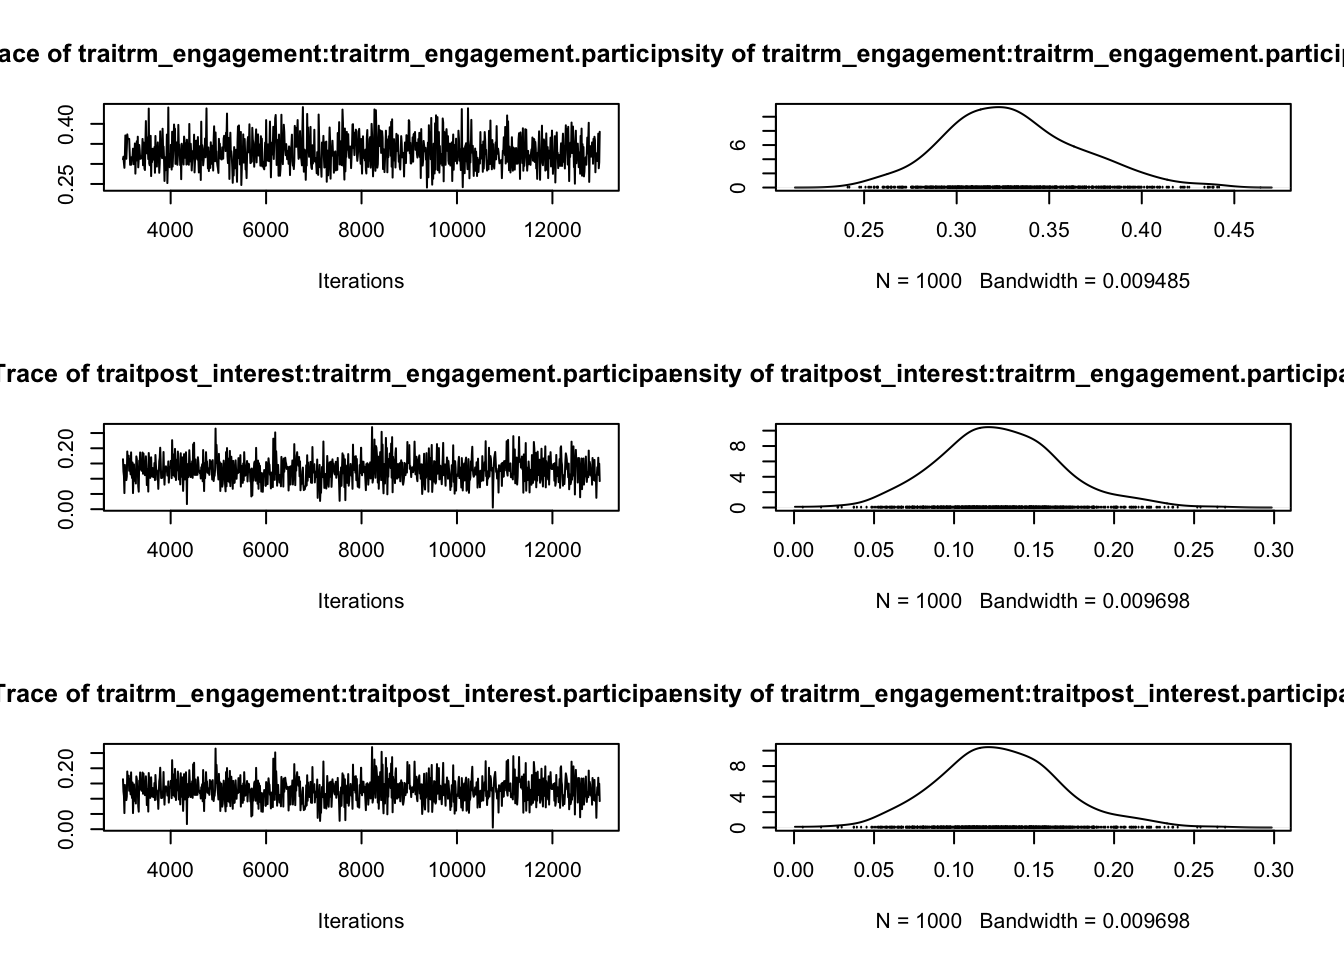 ace of traitrm_engagement:traitrm_engagement.particip
nsity of traitrm_engagement:traitrm_engagement.particip
0.25 0.40
4000 6000 8000 10000 12000
Iterations
0 6
0.25 0.30 0.35 0.40 0.45
N = 1000 Bandwidth = 0.009485
Trace of traitpost_interest:traitrm_engagement.participa
ensity of traitpost_interest:traitrm_engagement.participa
0.00 0.20
4000 6000 8000 10000 12000
Iterations
0 4 8
0.00 0.05 0.10 0.15 0.20 0.25 0.30
N = 1000 Bandwidth = 0.009698
Trace of traitrm_engagement:traitpost_interest.participa
ensity of traitrm_engagement:traitpost_interest.participa
0.00 0.20
4000 6000 8000 10000 12000
Iterations
0 4 8
0.00 0.05 0.10 0.15 0.20 0.25 0.30
N = 1000 Bandwidth = 0.009698